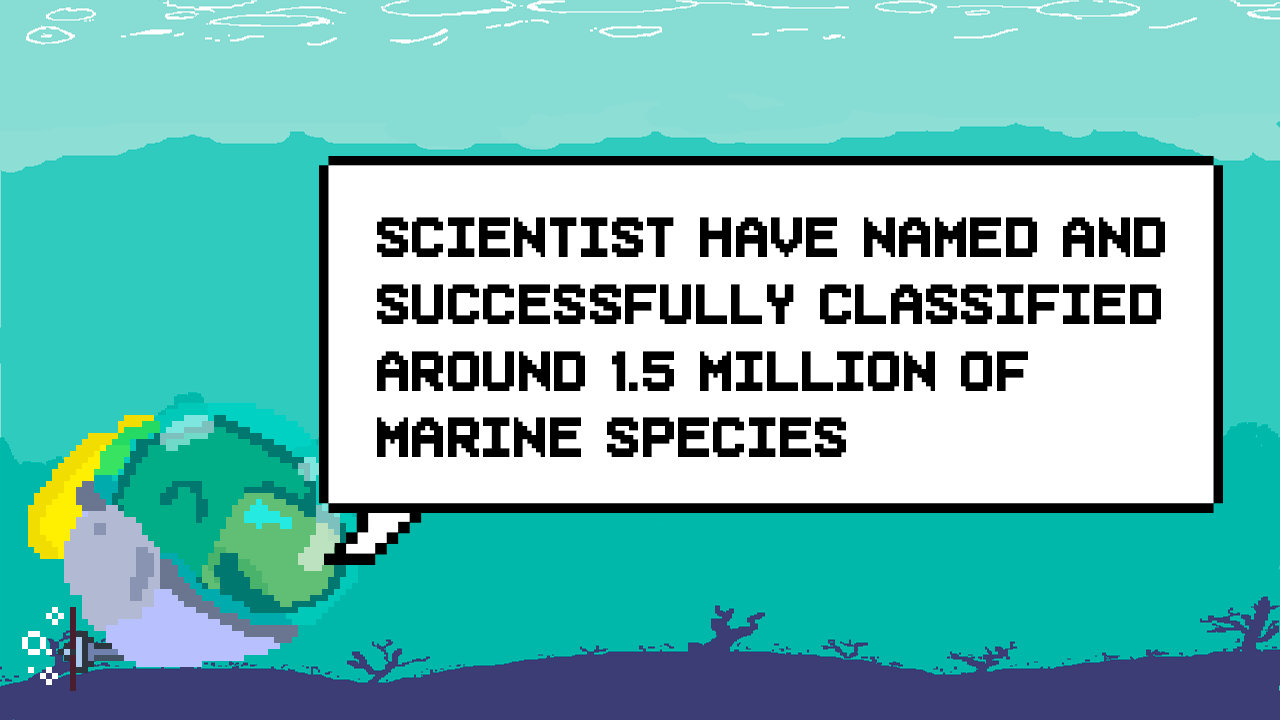 SCIENTIST HAVE NAMED AND
SUCCESSFULLY CLASSIFIED
AROUND 1.5 MILLION OF
MARINE SPECIES